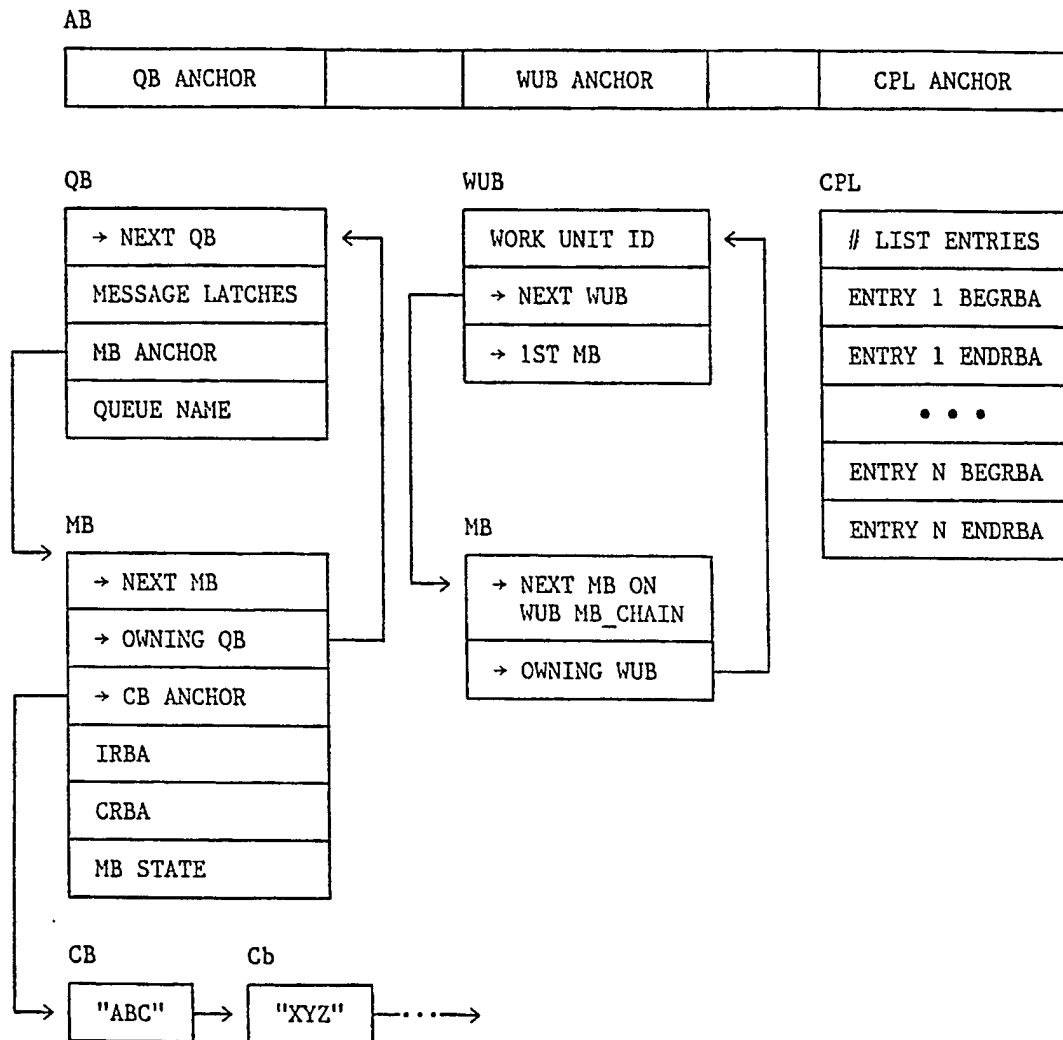 AB
QB ANCHOR WUB ANCHOR CPL ANCHOR
QB WUB CPL
→ NEXT QB
MESSAGE LATCHES
MB ANCHOR
QUEUE NAME
WORK UNIT ID
→ NEXT WUB
→ 1ST MB
# LIST ENTRIES
ENTRY 1 BEGRBA
ENTRY 1 ENDRBA
• • •
ENTRY N BEGRBA
ENTRY N ENDRBA
MB
→ NEXT MB
→ OWNING QB
→ CB ANCHOR
IRBA
CRBA
MB STATE
MB
→ NEXT MB ON
WUB MB_CHAIN
→ OWNING WUB
CB Cb
"ABC" "XYZ"